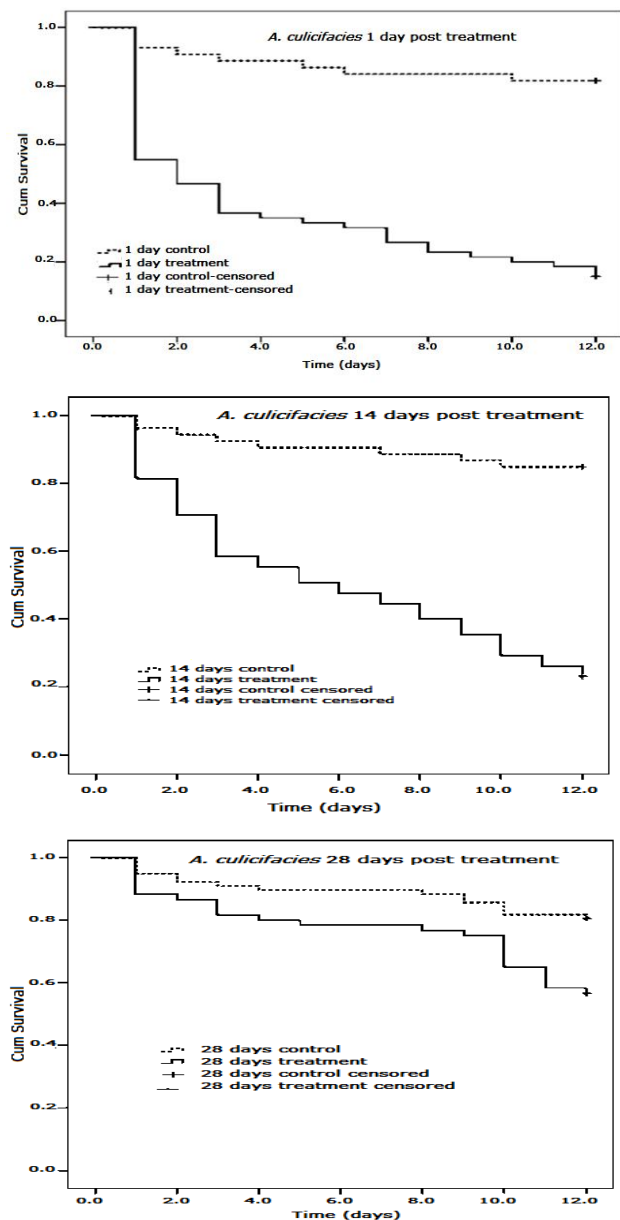 A. culicifacies 1 day post treatment
1.0
0.8
0.6
0.4
0.2
0.0
Cum Survival
1 day control
1 day treatment
1 day control-censored
1 day treatment-censored
0.0 2.0 4.0 6.0 8.0 10.0 12.0
Time (days)
A. culicifacies 14 days post treatment
1.0
0.8
0.6
0.4
0.2
0.0
Cum Survival
14 days control
14 days treatment
14 days control censored
14 days treatment censored
0.0 2.0 4.0 6.0 8.0 10.0 12.0
Time (days)
A. culicifacies 28 days post treatment
1.0
0.8
0.6
0.4
0.2
0.0
Cum Survival
28 days control
28 days treatment
28 days control censored
28 days treatment censored
0.0 2.0 4.0 6.0 8.0 10.0 12.0
Time (days)